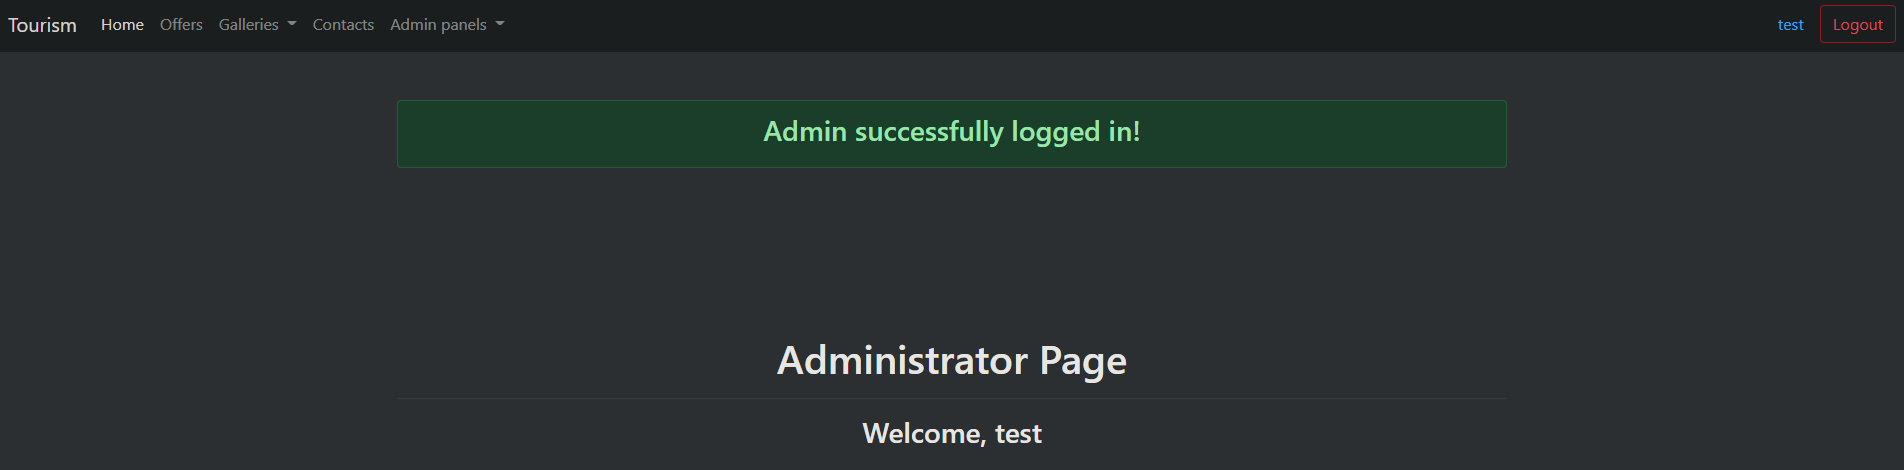 Tourism Home Offers Galleries Contacts Admin panels test Logout
Admin successfully logged in!
Administrator Page
Welcome, test